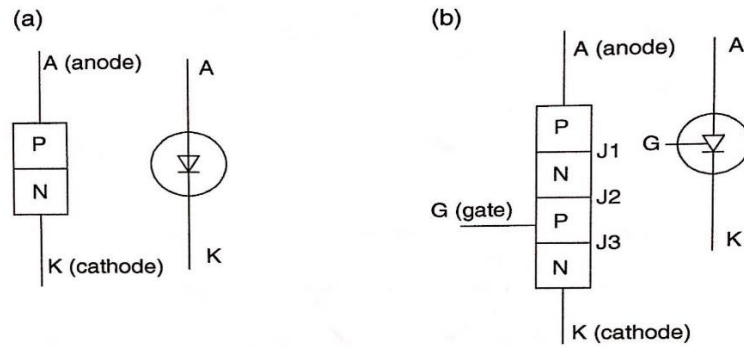 (a)
A (anode)
A
P
N
K (cathode)
K
(b)
A (anode)
A
P
J1
G
N
J2
G (gate)
P
J3
N
K
K (cathode)